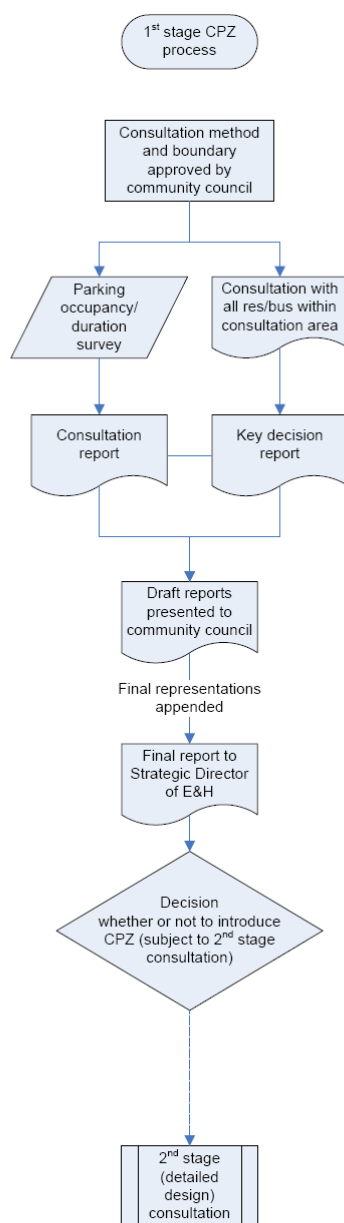 1st stage CPZ
process
Consultation method
and boundary
approved by
community council
Parking
occupancy/
duration
survey
Consultation with
all res/bus within
consultation area
Consultation
report
Key decision
report
Draft reports
presented to
community council
Final representations
appended
Final report to
Strategic Director
of E&H
Decision
whether or not to introduce
CPZ (subject to 2nd stage
consultation)
2nd stage
(detailed
design)
consultation